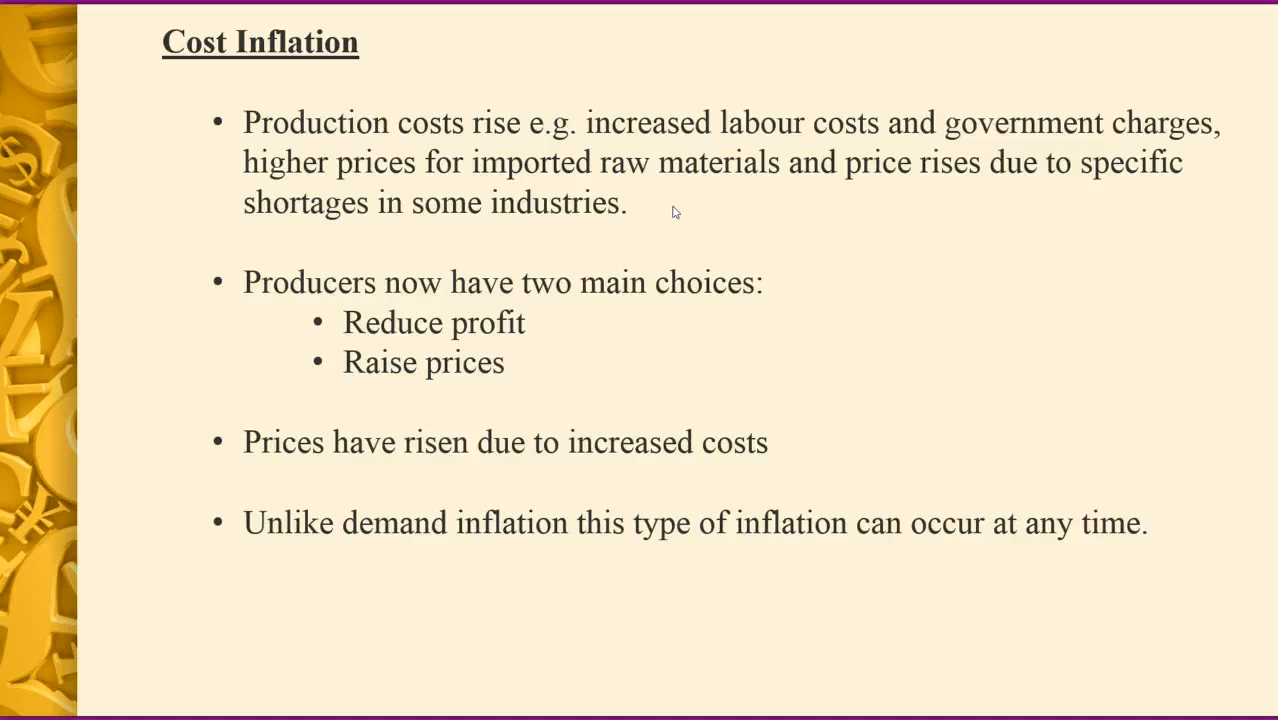 Cost Inflation
• Production costs rise e.g. increased labour costs and government charges,
higher prices for imported raw materials and price rises due to specific
shortages in some industries.
• Producers now have two main choices:
• Reduce profit
• Raise prices
• Prices have risen due to increased costs
• Unlike demand inflation this type of inflation can occur at any time.